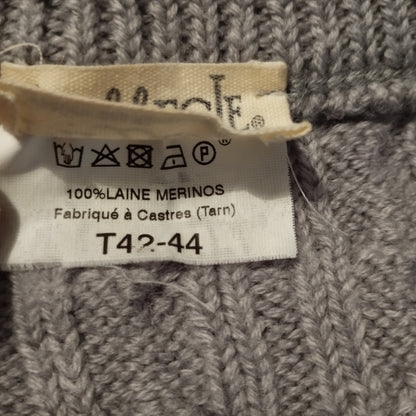 P
100%LAINE MERINOS
Fabriqué à Castres (Tarn)
T42-44